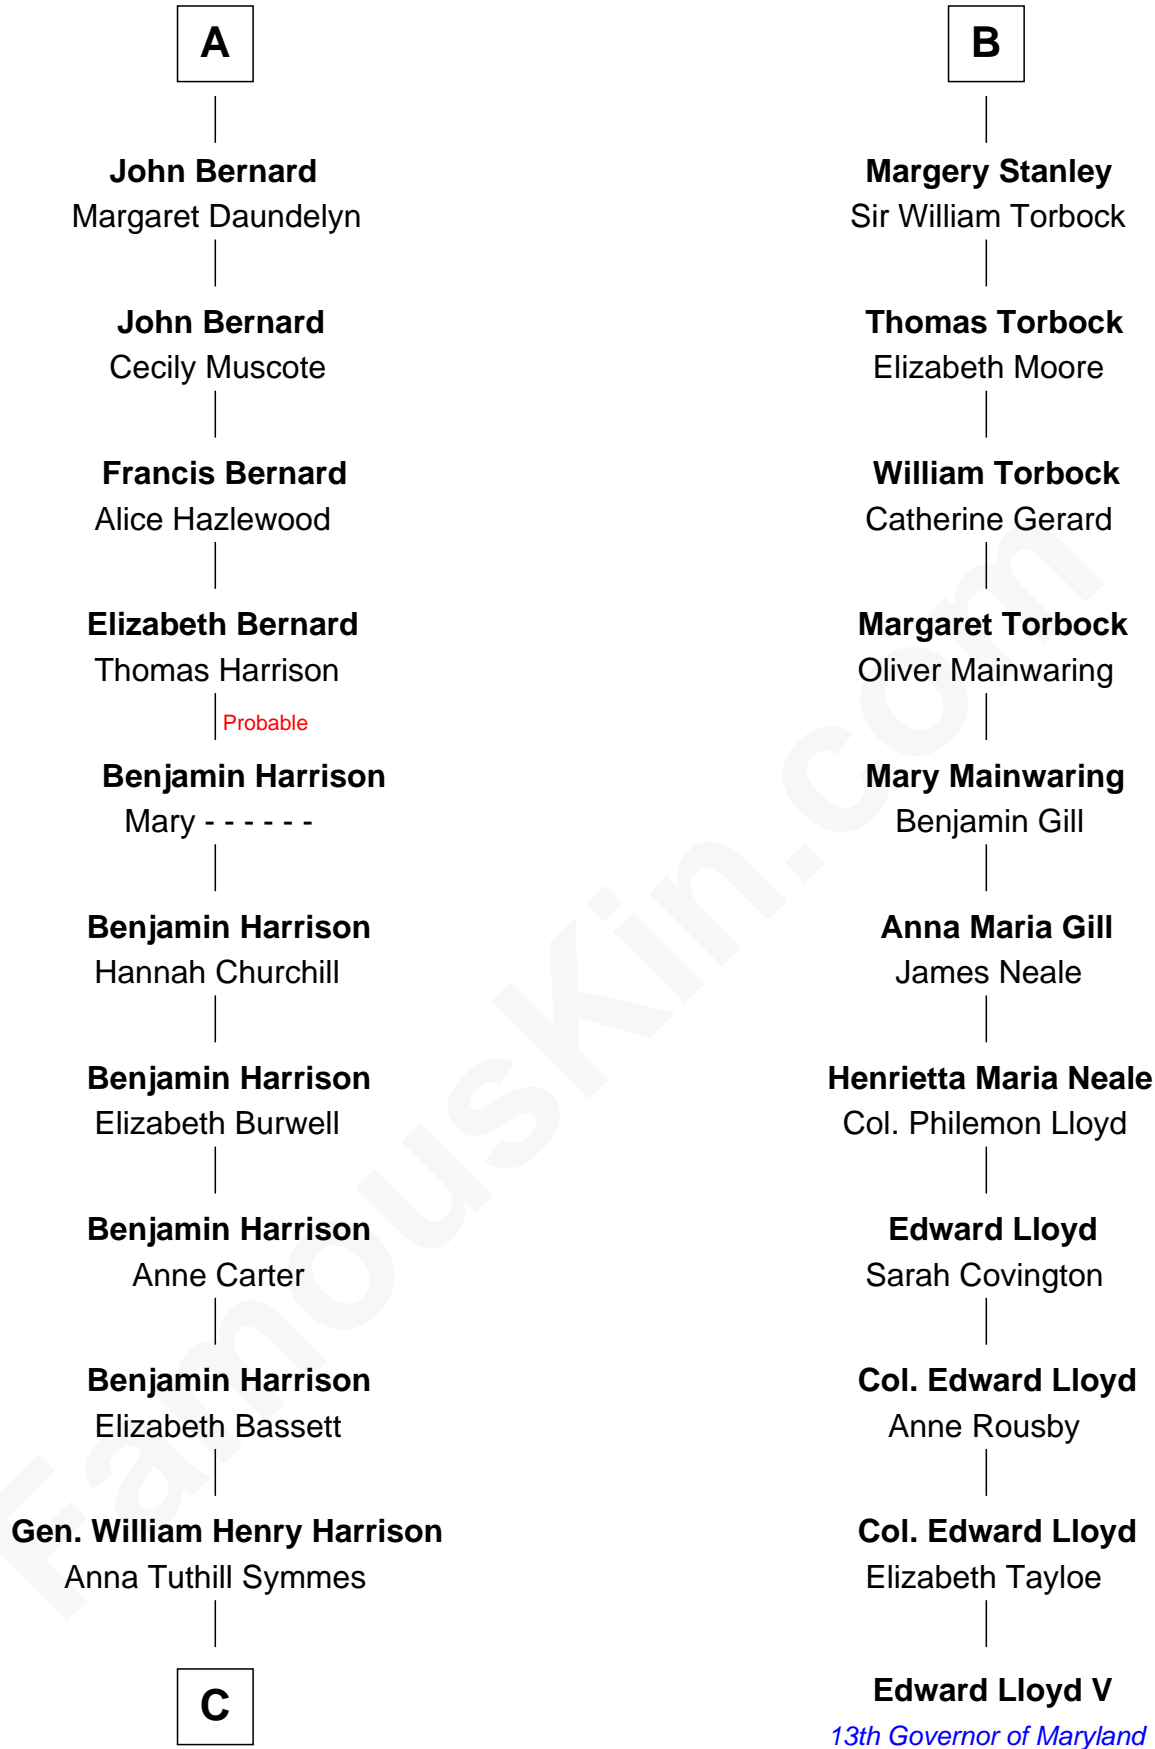 A
John Bernard
Margaret Daundelyn
John Bernard
Cecily Muscote
Francis Bernard
Alice Hazlewood
Elizabeth Bernard
Thomas Harrison
Probable
Benjamin Harrison
Mary - - - - - -
Benjamin Harrison
Hannah Churchill
Benjamin Harrison
Elizabeth Burwell
Benjamin Harrison
Anne Carter
Benjamin Harrison
Elizabeth Bassett
Gen. William Henry Harrison
Anna Tuthill Symmes
C
B
Margery Stanley
Sir William Torbock
Thomas Torbock
Elizabeth Moore
William Torbock
Catherine Gerard
Margaret Torbock
Oliver Mainwaring
Mary Mainwaring
Benjamin Gill
Anna Maria Gill
James Neale
Henrietta Maria Neale
Col. Philemon Lloyd
Edward Lloyd
Sarah Covington
Col. Edward Lloyd
Anne Rousby
Col. Edward Lloyd
Elizabeth Tayloe
Edward Lloyd V
13th Governor of Maryland
FamousKin.com